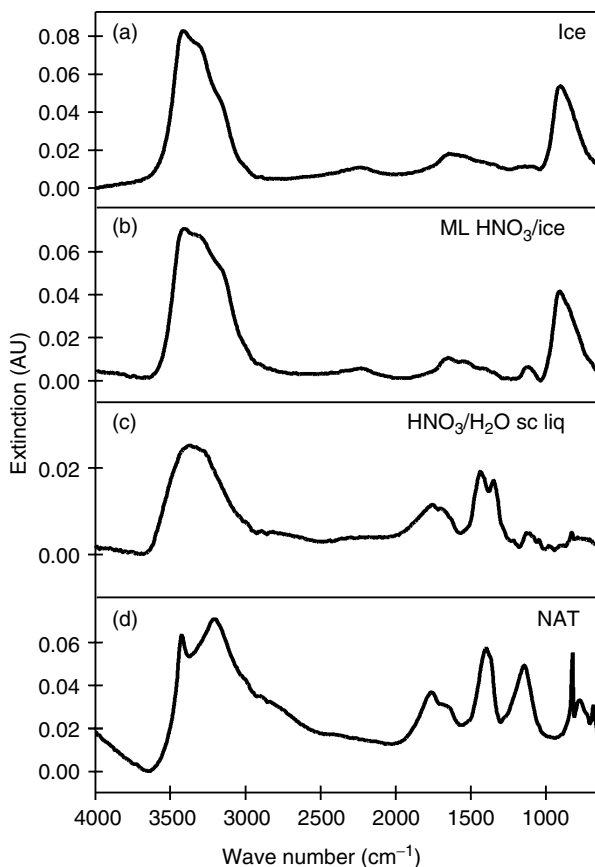 (a) Ice
0.08
0.06
0.04
0.02
0.00
(b) ML HNO₃/ice
0.06
0.04
0.02
0.00
(c) HNO₃/H₂O sc liq
0.02
0.00
(d) NAT
0.06
0.04
0.02
0.00
Extinction (AU)
4000 3500 3000 2500 2000 1500 1000
Wave number (cm⁻¹)